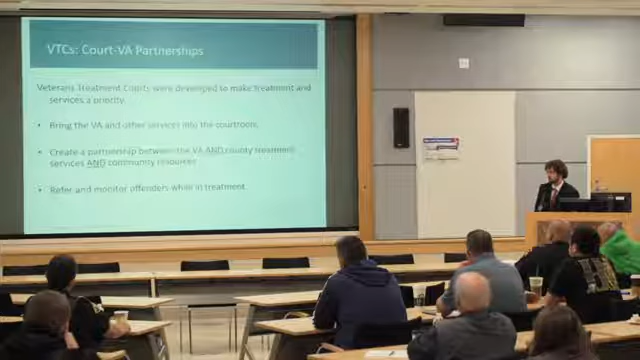 VTCs: Court-VA Partnerships
Veterans Treatment Courts were developed to make treatment and
services a priority.
• Bring the VA and other services into the courtroom.
• Create a partnership between the VA AND county treatment
services AND community resources
• Refer and monitor offenders while in treatment.